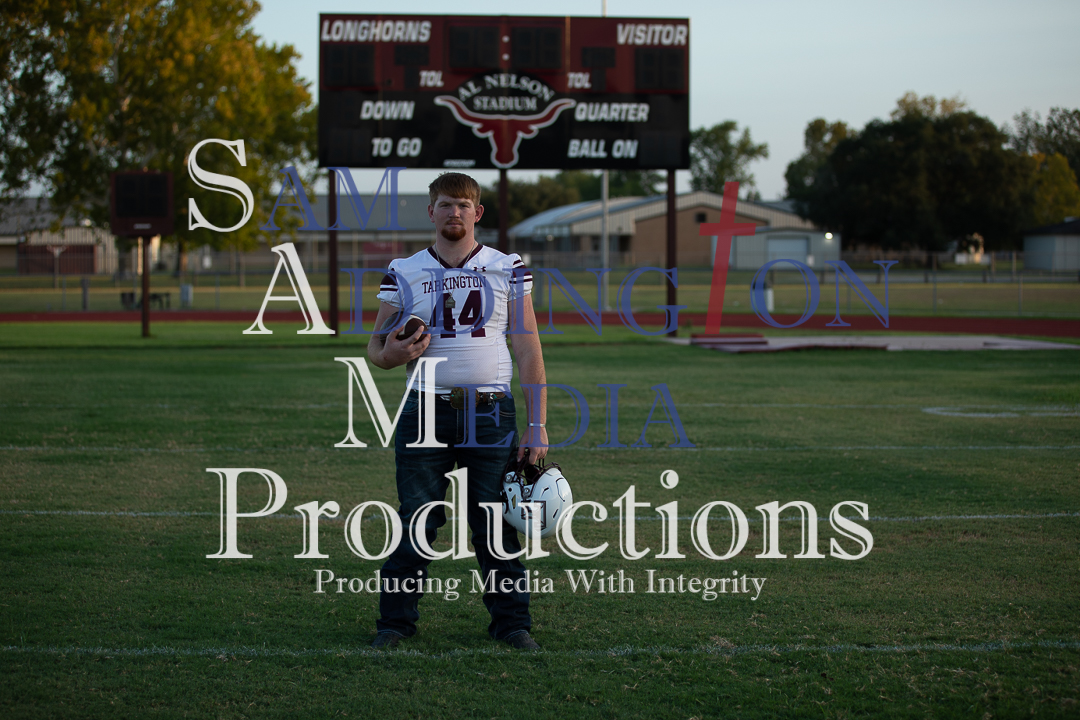 LONGHORNS VISITOR
TOL TOL
AL NELSON
STADIUM
DOWN QUARTER
TO GO BALL ON
SAM
ADDINGTON
MEDIA
Productions
Producing Media With Integrity
TARKINGTON
44